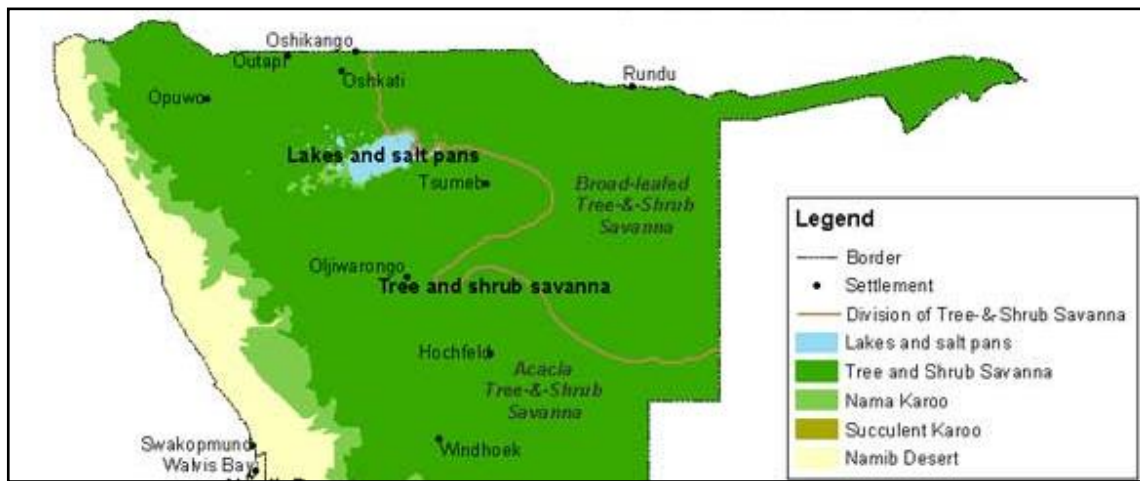 Oshikango
Outapi
Oshkati
Rundu
Opuwo
Lakes and salt pans
Tsumeb
Broad-leafed
Tree-&-Shrub
Savanna
Oljiwarongo
Tree and shrub savanna
Hochfeld
Acacia
Tree-&-Shrub
Savanna
Windhoek
Swakopmund
Walvis Bay
Legend
Border
Settlement
Division of Tree-&-Shrub Savanna
Lakes and salt pans
Tree and Shrub Savanna
Nama Karoo
Succulent Karoo
Namib Desert